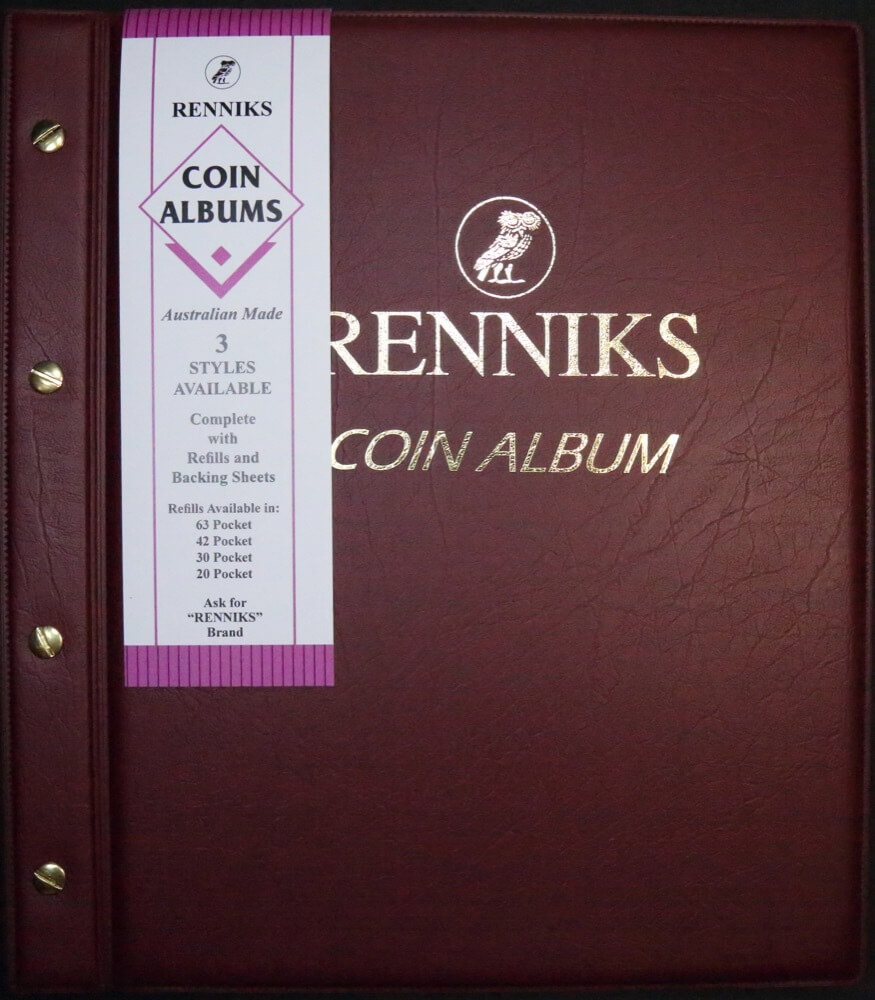 RENNIKS
COIN
ALBUMS
Australian Made
3
STYLES
AVAILABLE
Complete
with
Refills and
Backing Sheets
Refills Available in:
63 Pocket
42 Pocket
30 Pocket
20 Pocket
Ask for
“RENNIKS”
Brand
RENNIKS
COIN ALBUM